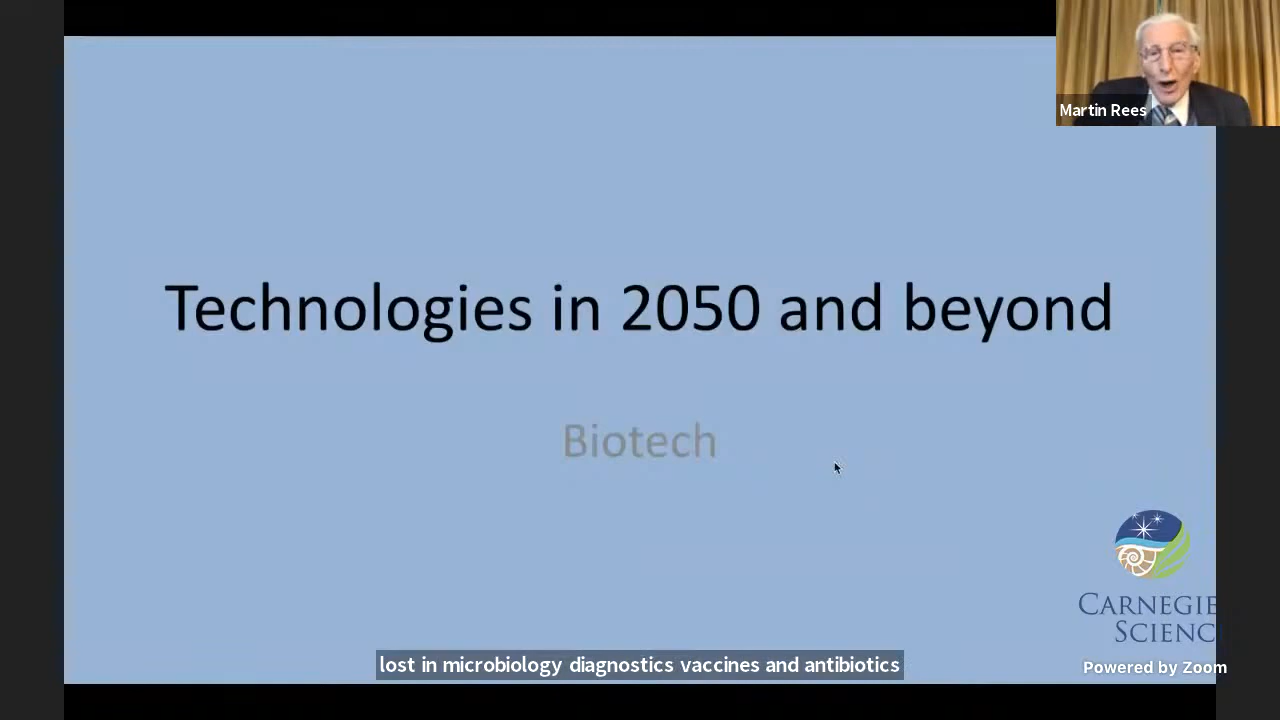 Martin Rees
Technologies in 2050 and beyond
Biotech
CARNEGIE
SCIENC
lost in microbiology diagnostics vaccines and antibiotics
Powered by Zoom